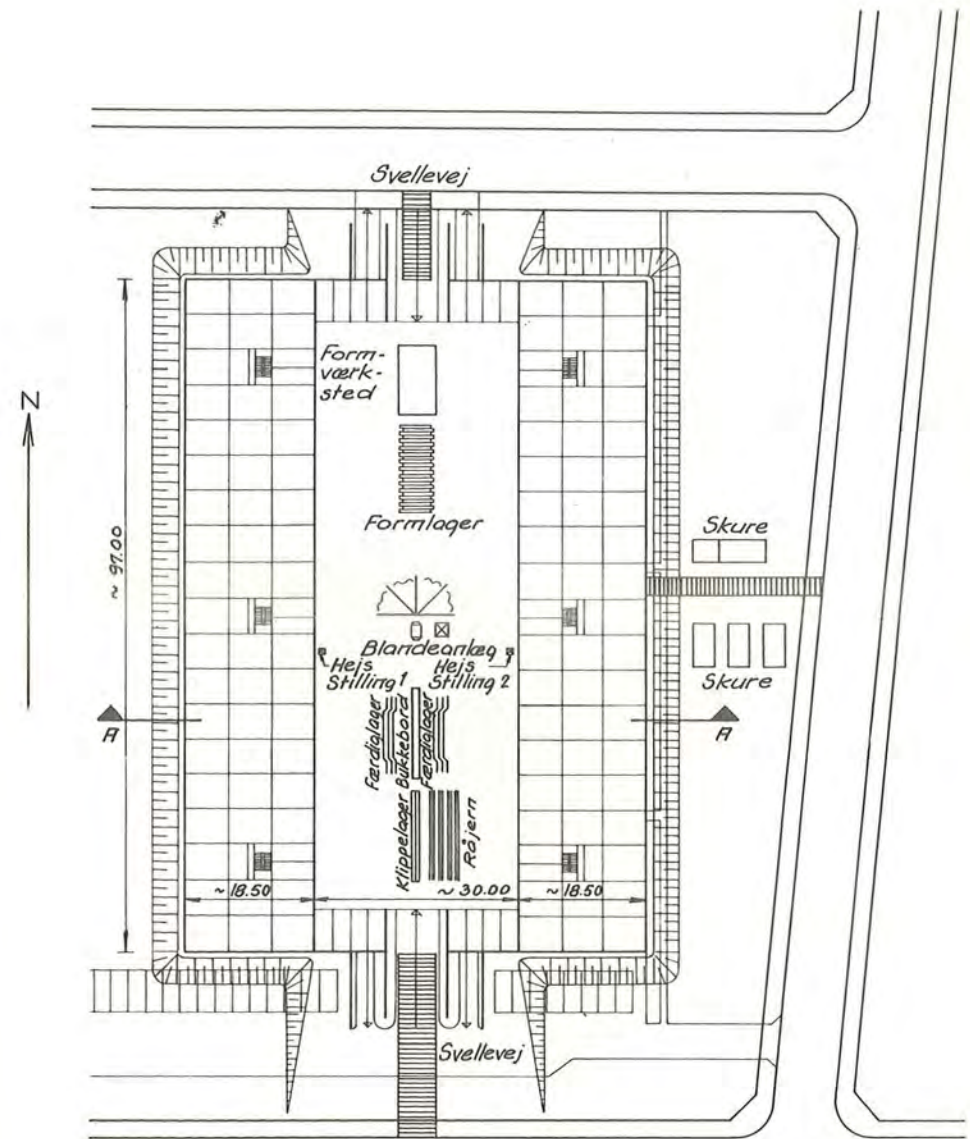 Svellevej
Form-
værk-
sted
N
Formlager
~ 97.00
Skure
Blandeanlæg
Hejs
Stilling 1
Hejs
Stilling 2
Skure
Færdiglager
Bukkebord
Færdiglager
A
A
Klippelager
Råjern
~ 18.50
~ 30.00
~ 18.50
Svellevej